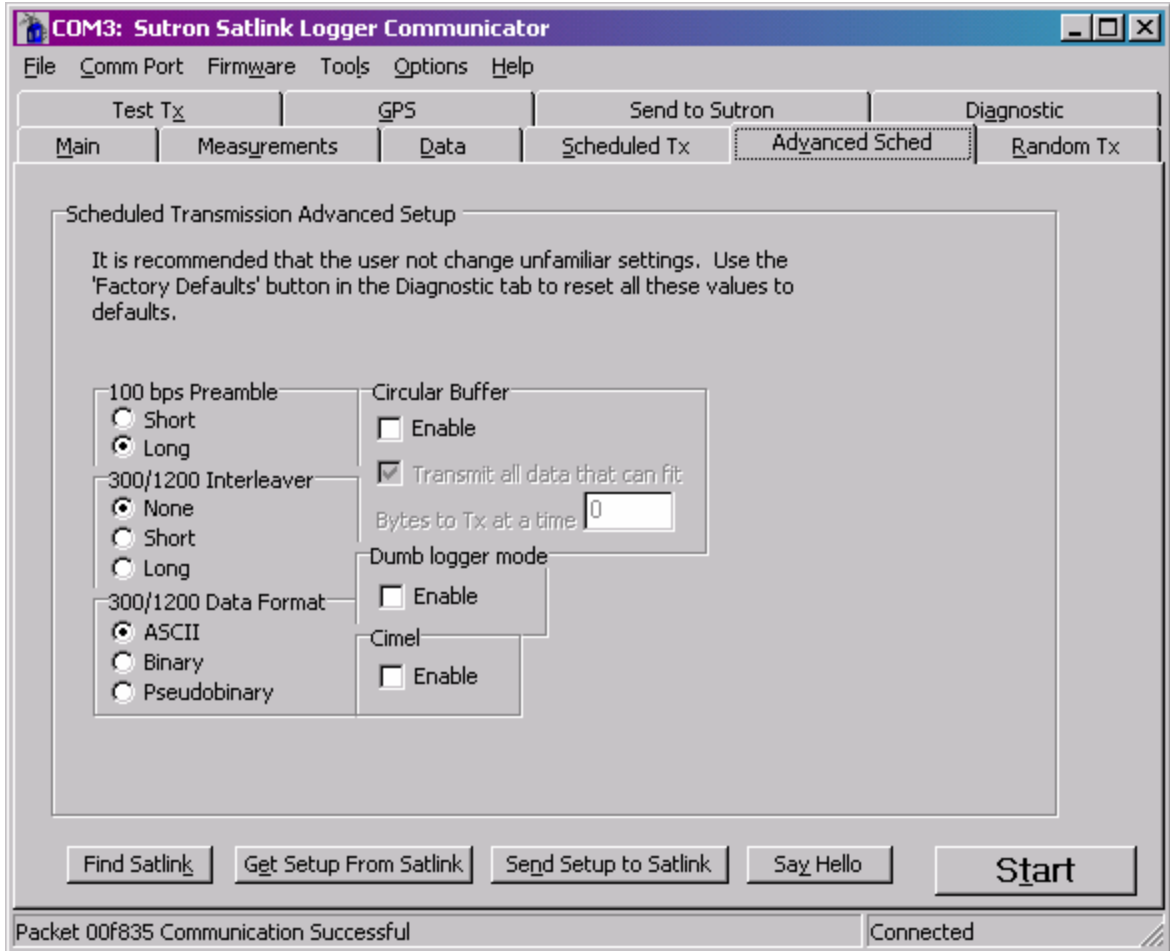 COM3: Sutron Satlink Logger Communicator
File Comm Port Firmware Tools Options Help
Test Tx GPS Send to Sutron Diagnostic
Main Measurements Data Scheduled Tx Advanced Sched Random Tx
Scheduled Transmission Advanced Setup
It is recommended that the user not change unfamiliar settings. Use the
'Factory Defaults' button in the Diagnostic tab to reset all these values to
defaults.
100 bps Preamble
Short
Long
300/1200 Interleaver
None
Short
Long
300/1200 Data Format
ASCII
Binary
Pseudobinary
Circular Buffer
Enable
Transmit all data that can fit
Bytes to Tx at a time 0
Dumb logger mode
Enable
Cimel
Enable
Find Satlink Get Setup From Satlink Send Setup to Satlink Say Hello Start
Packet 00f835 Communication Successful Connected